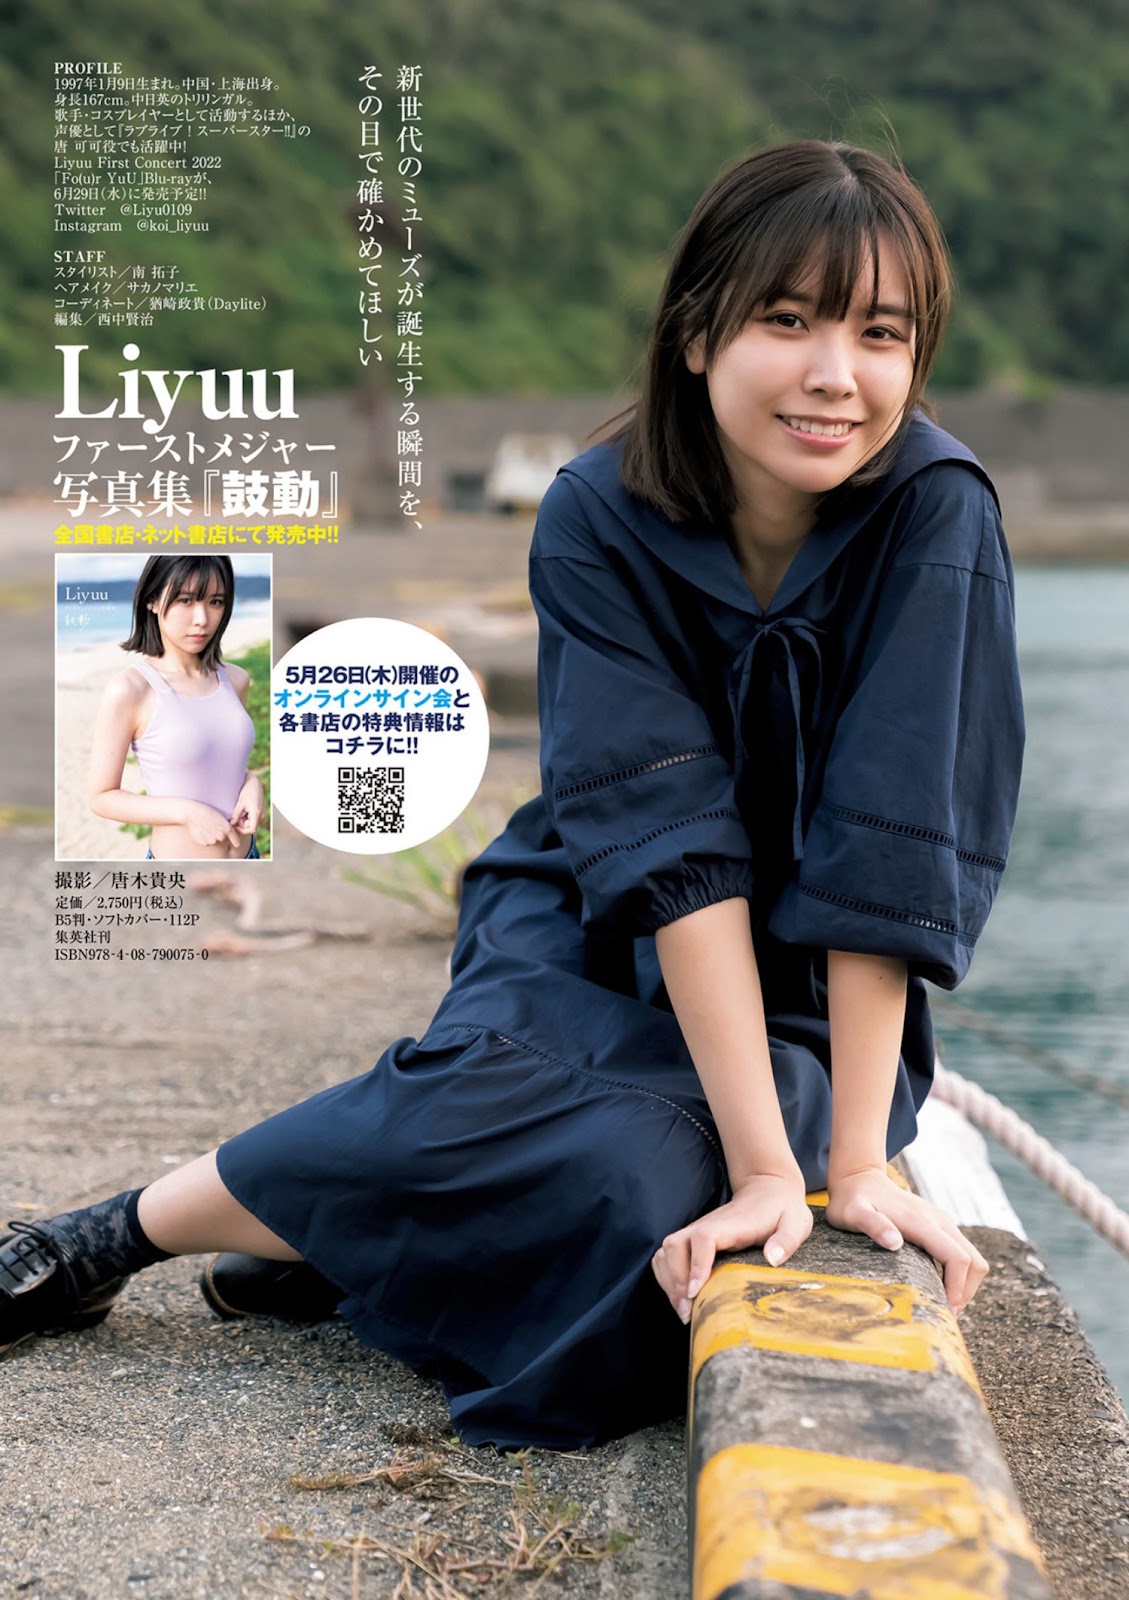 PROFILE
1997年1月9日生まれ。中国・上海出身。
身長167cm。中日英のトリリンガル。
歌手・コスプレイヤーとして活動するほか、
声優として『ラブライブ！スーパースター!!』の
唐 可可役でも活躍中！
Liyuu First Concert 2022
「Fo(u)r YuU」Blu-rayが、
6月29日（水）に発売予定!!
Twitter　@Liyu0109
Instagram　@koi_liyuu
STAFF
スタイリスト／南 拓子
ヘアメイク／サカノマリエ
コーディネート／猶崎政貴（Daylite）
編集／西中賢治
新世代のミューズが誕生する瞬間を、
その目で確かめてほしい
Liyuu
ファーストメジャー
写真集『鼓動』
全国書店・ネット書店にて発売中!!
Liyuu
鼓動
5月26日（木）開催の
オンラインサイン会と
各書店の特典情報は
コチラに!!
撮影／唐木貴央
定価／2,750円（税込）
B5判・ソフトカバー・112P
集英社刊
ISBN978-4-08-790075-0